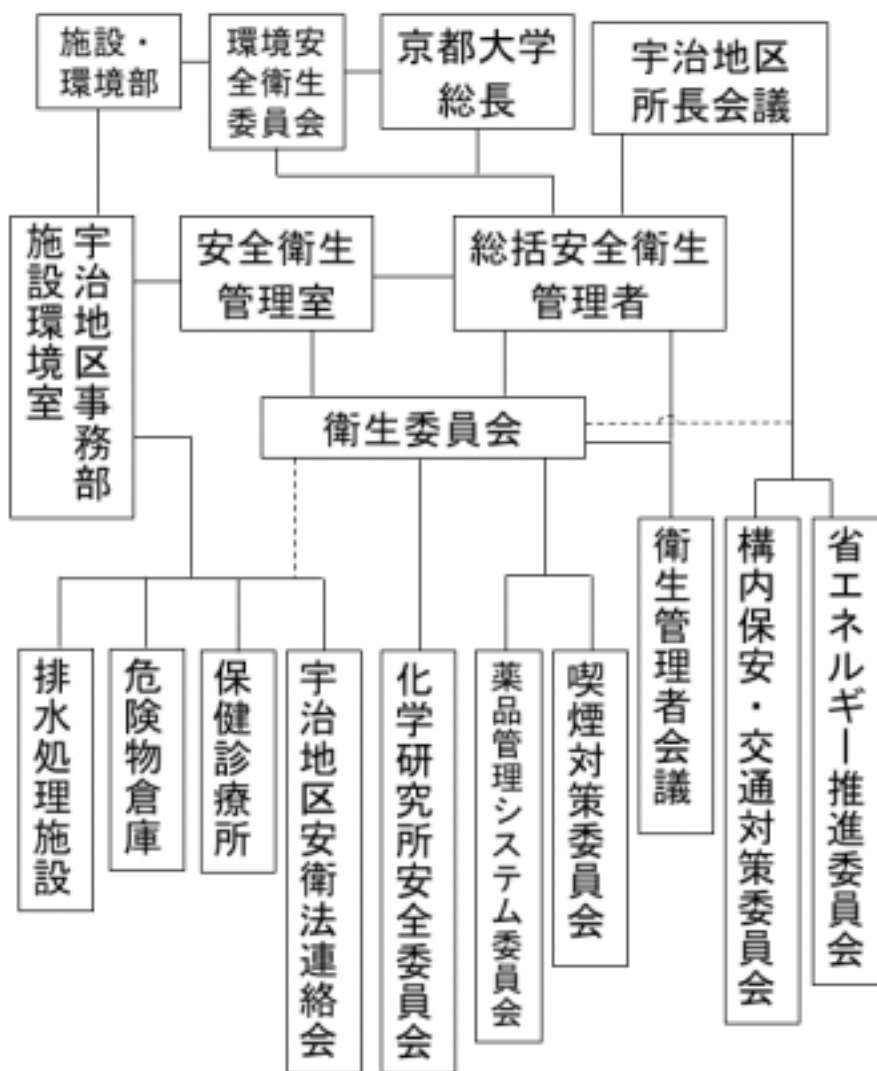 施設・
環境部
環境安
全衛生
委員会
京都大学
総長
宇治地区
所長会議
宇治地区事務部
施設環境室
安全衛生
管理室
総括安全衛生
管理者
衛生委員会
排水処理施設
危険物倉庫
保健診療所
宇治地区安衛法連絡会
化学研究所安全委員会
薬品管理システム委員会
喫煙対策委員会
衛生管理者会議
構内保安・交通対策委員会
省エネルギー推進委員会